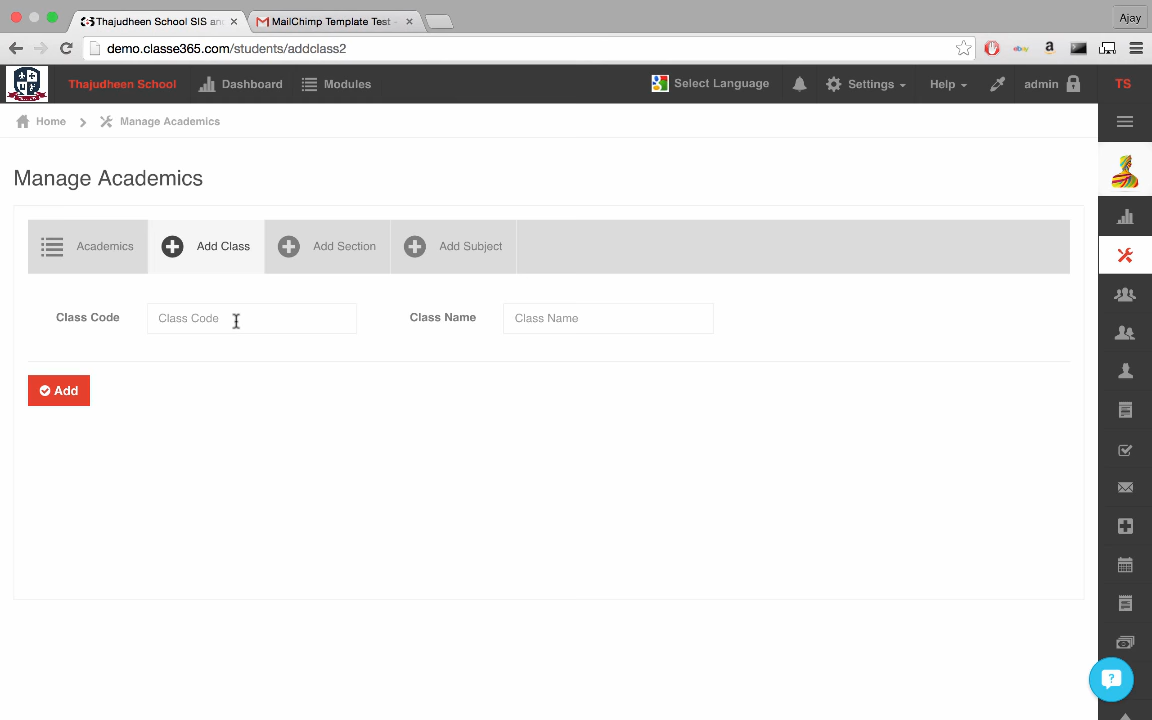 Thajudheen School SIS an
MailChimp Template Test -
Ajay
demo.classe365.com/students/addclass2
ebay
a
Thajudheen School
Dashboard
Modules
Select Language
Settings
Help
admin
TS
Home
Manage Academics
Manage Academics
Academics
Add Class
Add Section
Add Subject
Class Code
Class Code
Class Name
Class Name
Add
?